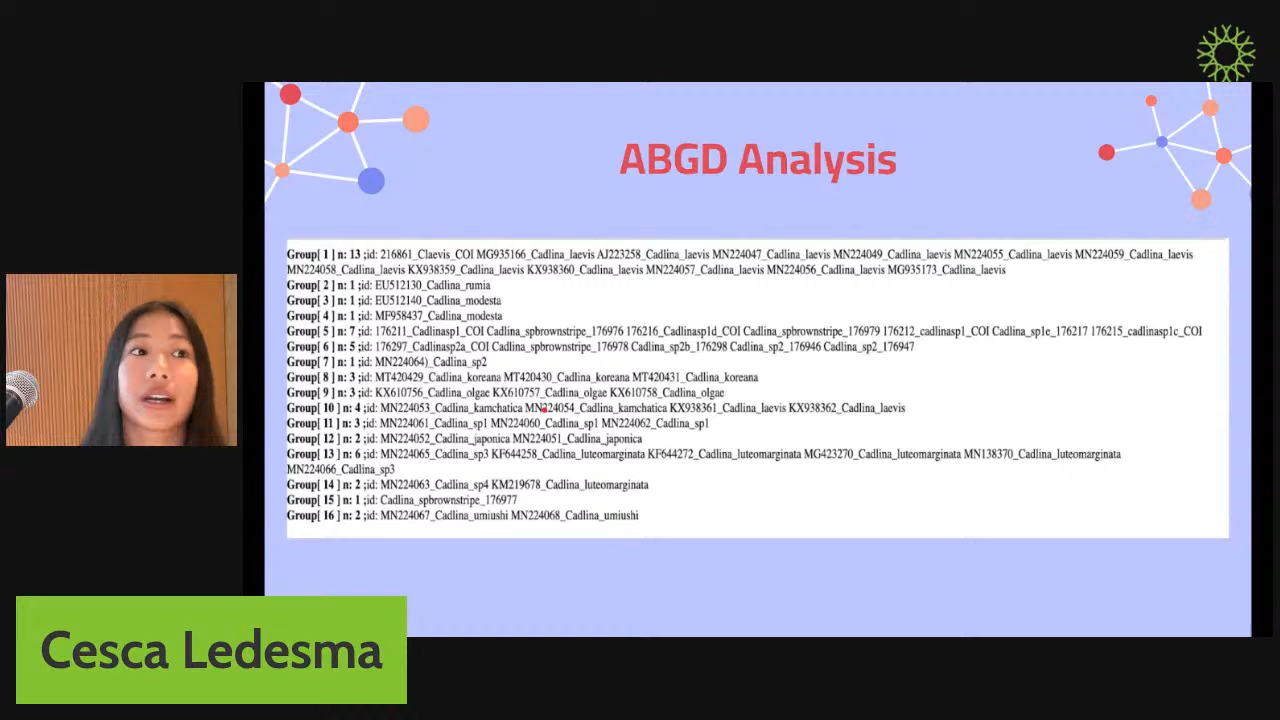 ABGD Analysis
Group[ 1 ] n: 13 ;id: 216861_Claevis_COI MG935166_Cadlina_laevis AJ223258_Cadlina_laevis MN224047_Cadlina_laevis MN224049_Cadlina_laevis MN224055_Cadlina_laevis MN224059_Cadlina_laevis
MN224058_Cadlina_laevis KX938359_Cadlina_laevis KX938360_Cadlina_laevis MN224057_Cadlina_laevis MN224056_Cadlina_laevis MG935173_Cadlina_laevis
Group[ 2 ] n: 1 ;id: EU512130_Cadlina_rumia
Group[ 3 ] n: 1 ;id: EU512140_Cadlina_modesta
Group[ 4 ] n: 1 ;id: MF958437_Cadlina_modesta
Group[ 5 ] n: 7 ;id: 176211_Cadlinasp1_COI Cadlina_spbrownstripe_176976 176216_Cadlinasp1d_COI Cadlina_spbrownstripe_176979 176212_cadlinasp1_COI Cadlina_sp1e_176217 176215_cadlinasp1c_COI
Group[ 6 ] n: 5 ;id: 176297_Cadlinasp2a_COI Cadlina_spbrownstripe_176978 Cadlina_sp2b_176298 Cadlina_sp2_176946 Cadlina_sp2_176947
Group[ 7 ] n: 1 ;id: MN224064)_Cadlina_sp2
Group[ 8 ] n: 3 ;id: MT420429_Cadlina_koreana MT420430_Cadlina_koreana MT420431_Cadlina_koreana
Group[ 9 ] n: 3 ;id: KX610756_Cadlina_olgae KX610757_Cadlina_olgae KX610758_Cadlina_olgae
Group[ 10 ] n: 4 ;id: MN224053_Cadlina_kamchatica MN224054_Cadlina_kamchatica KX938361_Cadlina_laevis KX938362_Cadlina_laevis
Group[ 11 ] n: 3 ;id: MN224061_Cadlina_sp1 MN224060_Cadlina_sp1 MN224062_Cadlina_sp1
Group[ 12 ] n: 2 ;id: MN224052_Cadlina_japonica MN224051_Cadlina_japonica
Group[ 13 ] n: 6 ;id: MN224065_Cadlina_sp3 KF644258_Cadlina_luteomarginata KF644272_Cadlina_luteomarginata MG423270_Cadlina_luteomarginata MN138370_Cadlina_luteomarginata
MN224066_Cadlina_sp3
Group[ 14 ] n: 2 ;id: MN224063_Cadlina_sp4 KM219678_Cadlina_luteomarginata
Group[ 15 ] n: 1 ;id: Cadlina_spbrownstripe_176977
Group[ 16 ] n: 2 ;id: MN224067_Cadlina_umiushi MN224068_Cadlina_umiushi
Cesca Ledesma